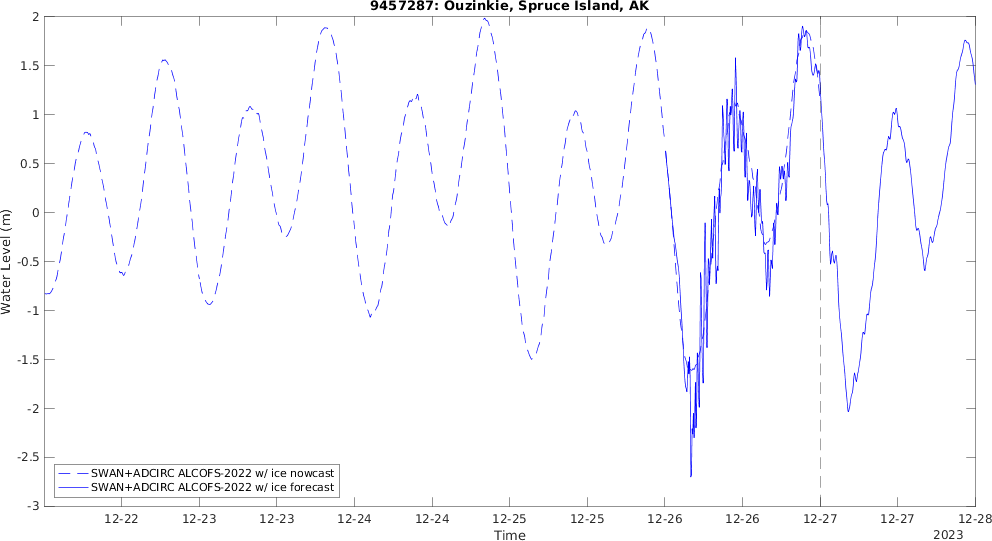 9457287: Ouzinkie, Spruce Island, AK
2
1.5
1
0.5
0
-0.5
-1
-1.5
-2
-2.5
-3
Water Level (m)
SWAN+ADCIRC ALCOFS-2022 w/ ice nowcast
SWAN+ADCIRC ALCOFS-2022 w/ ice forecast
12-22 12-23 12-23 12-24 12-24 12-25 12-25 12-26 12-26 12-27 12-27 12-28
Time
2023